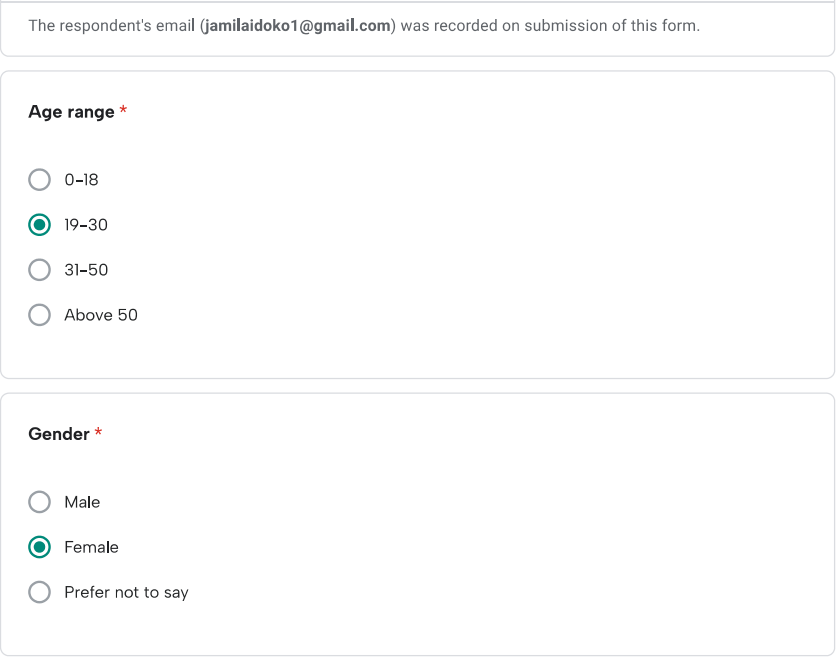 The respondent's email (jamilaidoko1@gmail.com) was recorded on submission of this form.
Age range *
0-18
19-30
31-50
Above 50
Gender *
Male
Female
Prefer not to say